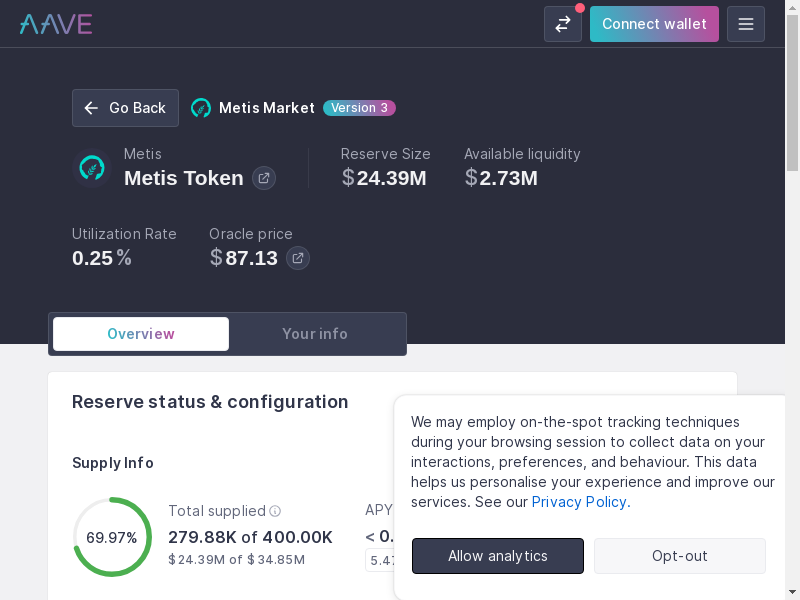 AAVE
Connect wallet
Go Back
Metis Market
Version 3
Metis
Metis Token
Reserve Size
$24.39M
Available liquidity
$2.73M
Utilization Rate
0.25%
Oracle price
$87.13
Overview
Your info
Reserve status & configuration
Supply Info
69.97%
Total supplied
279.88K of 400.00K
$24.39M of $34.85M
APY
< 0.
We may employ on-the-spot tracking techniques
during your browsing session to collect data on your
interactions, preferences, and behaviour. This data
helps us personalise your experience and improve our
services. See our Privacy Policy.
Allow analytics
Opt-out